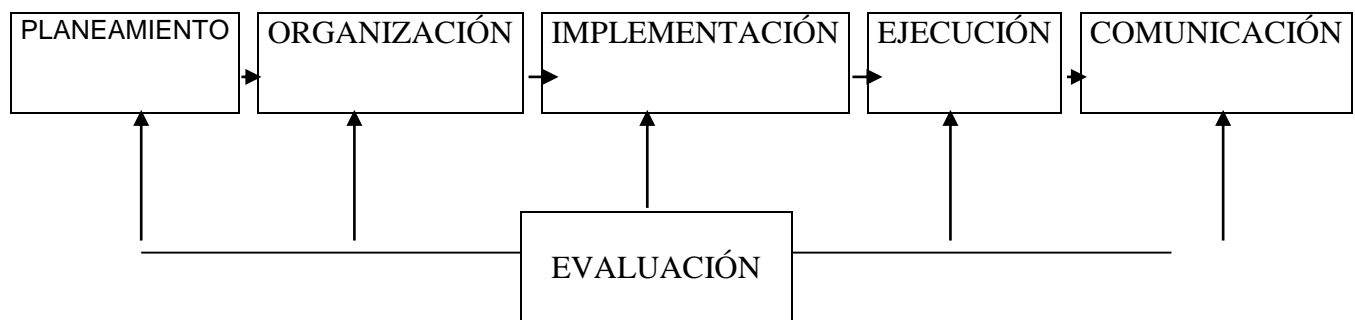 PLANEAMIENTO
ORGANIZACIÓN
IMPLEMENTACIÓN
EJECUCIÓN
COMUNICACIÓN
EVALUACIÓN